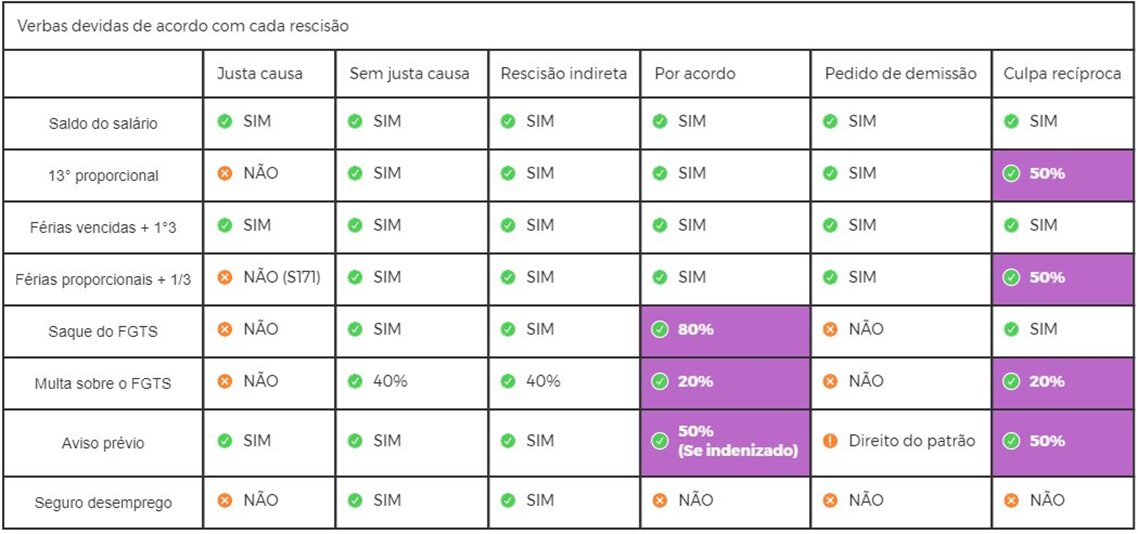 Verbas devidas de acordo com cada rescisão
Justa causa Sem justa causa Rescisão indireta Por acordo Pedido de demissão Culpa recíproca
Saldo do salário SIM SIM SIM SIM SIM SIM
13° proporcional NÃO SIM SIM SIM SIM 50%
Férias vencidas + 1°3 SIM SIM SIM SIM SIM SIM
Férias proporcionais + 1/3 NÃO (S171) SIM SIM SIM SIM 50%
Saque do FGTS NÃO SIM SIM 80% NÃO SIM
Multa sobre o FGTS NÃO 40% 40% 20% NÃO 20%
Aviso prévio SIM SIM SIM 50% (Se indenizado) Direito do patrão 50%
Seguro desemprego NÃO SIM SIM NÃO NÃO NÃO